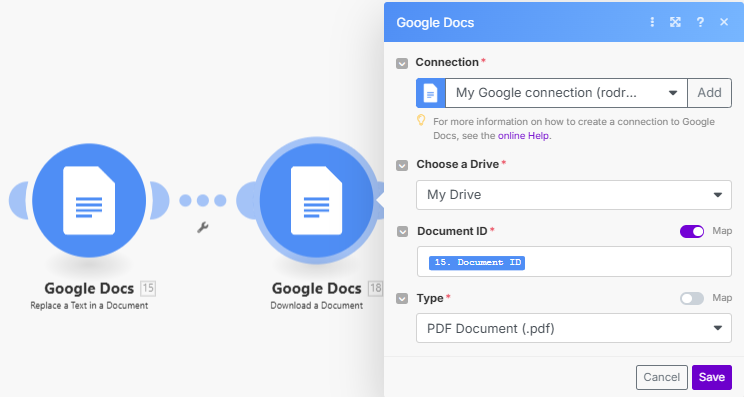 Google Docs
?
Connection*
My Google connection (rodr...
Add
For more information on how to create a connection to Google
Docs, see the online Help.
Choose a Drive*
My Drive
Document ID*
Map
15. Document ID
Type*
Map
PDF Document (.pdf)
Cancel
Save
Google Docs 15
Replace a Text in a Document
Google Docs 18
Download a Document